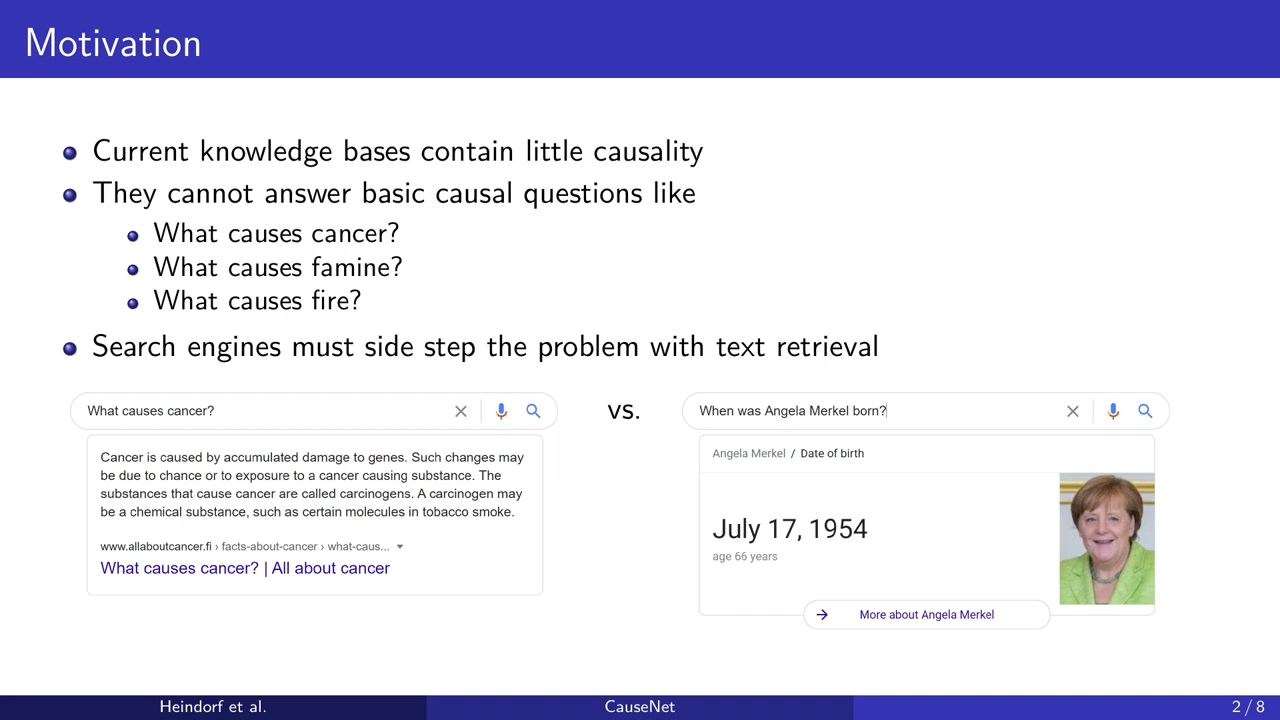 Motivation
Current knowledge bases contain little causality
They cannot answer basic causal questions like
What causes cancer?
What causes famine?
What causes fire?
Search engines must side step the problem with text retrieval
What causes cancer?
Cancer is caused by accumulated damage to genes. Such changes may
be due to chance or to exposure to a cancer causing substance. The
substances that cause cancer are called carcinogens. A carcinogen may
be a chemical substance, such as certain molecules in tobacco smoke.
www.allaboutcancer.fi › facts-about-cancer › what-caus...
What causes cancer? | All about cancer
vs.
When was Angela Merkel born?
Angela Merkel / Date of birth
July 17, 1954
age 66 years
More about Angela Merkel
Heindorf et al.
CauseNet
2 / 8